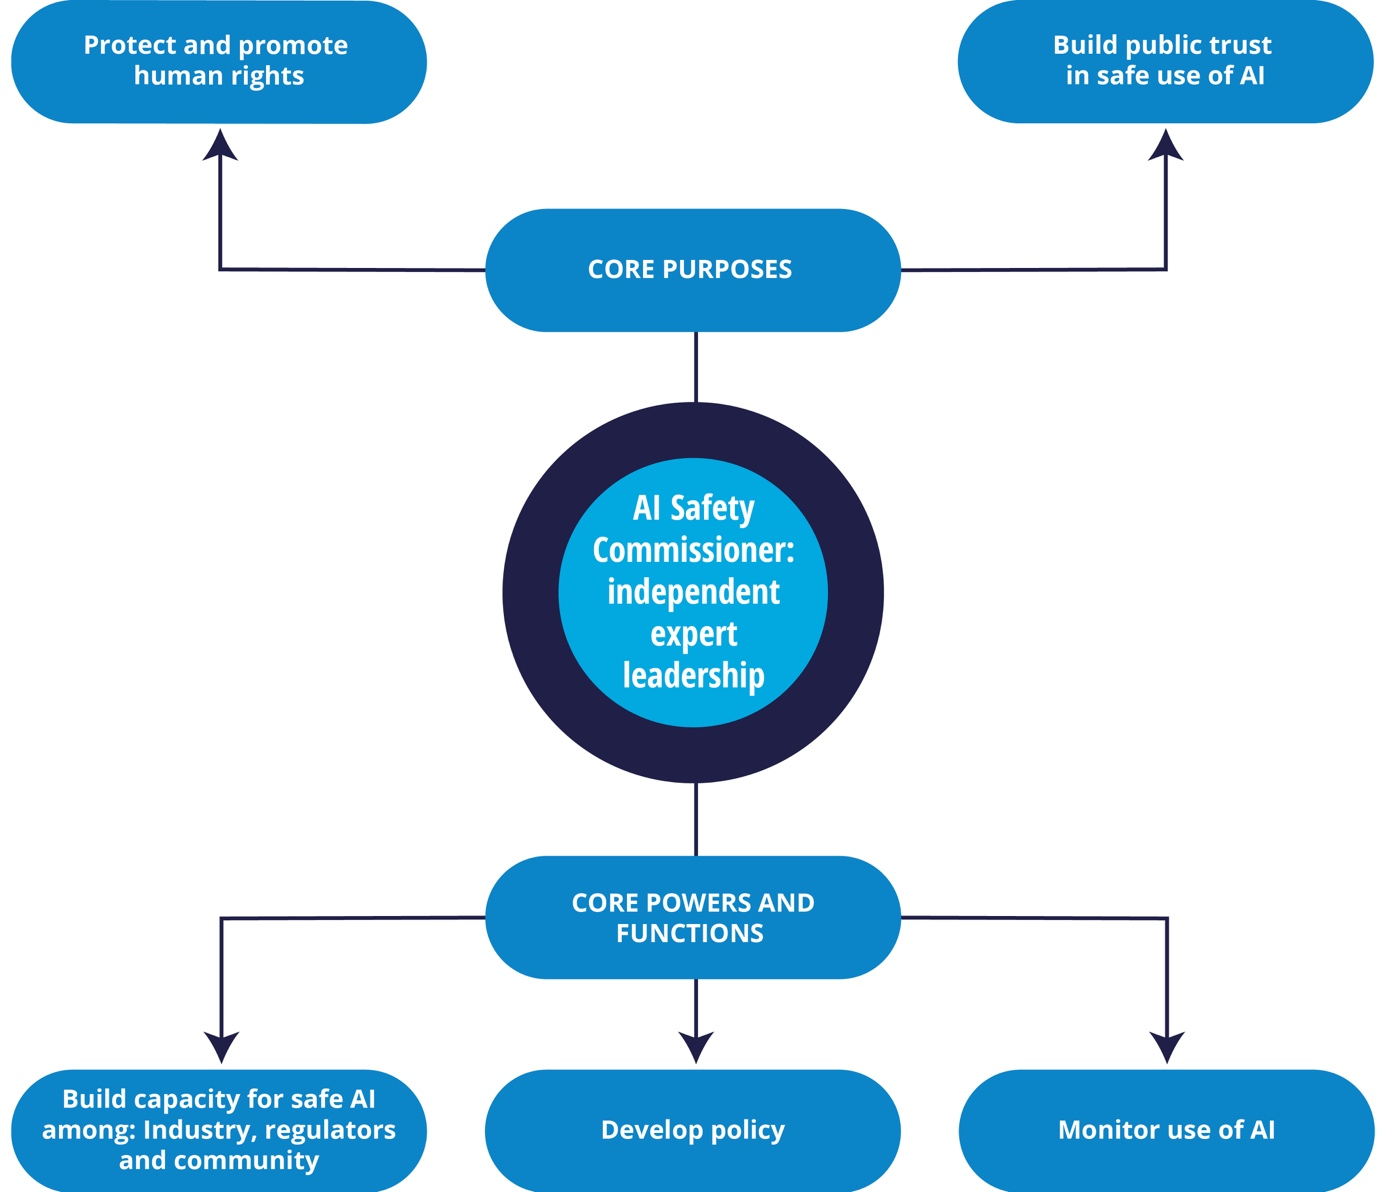 Protect and promote
human rights
Build public trust
in safe use of AI
CORE PURPOSES
AI Safety
Commissioner:
independent
expert
leadership
CORE POWERS AND
FUNCTIONS
Build capacity for safe AI
among: Industry, regulators
and community
Develop policy
Monitor use of AI